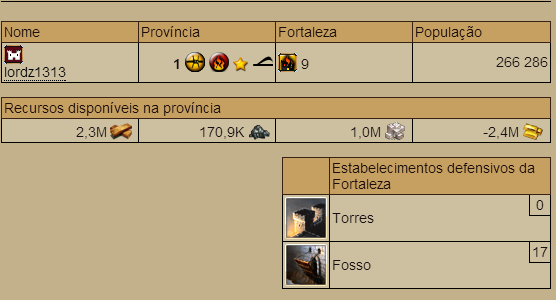 Nome Província Fortaleza População
lordz1313 1 9 266 286
Recursos disponíveis na província
2,3M 170,9K 1,0M -2,4M
Estabelecimentos defensivos da
Fortaleza
Torres 0
Fosso 17